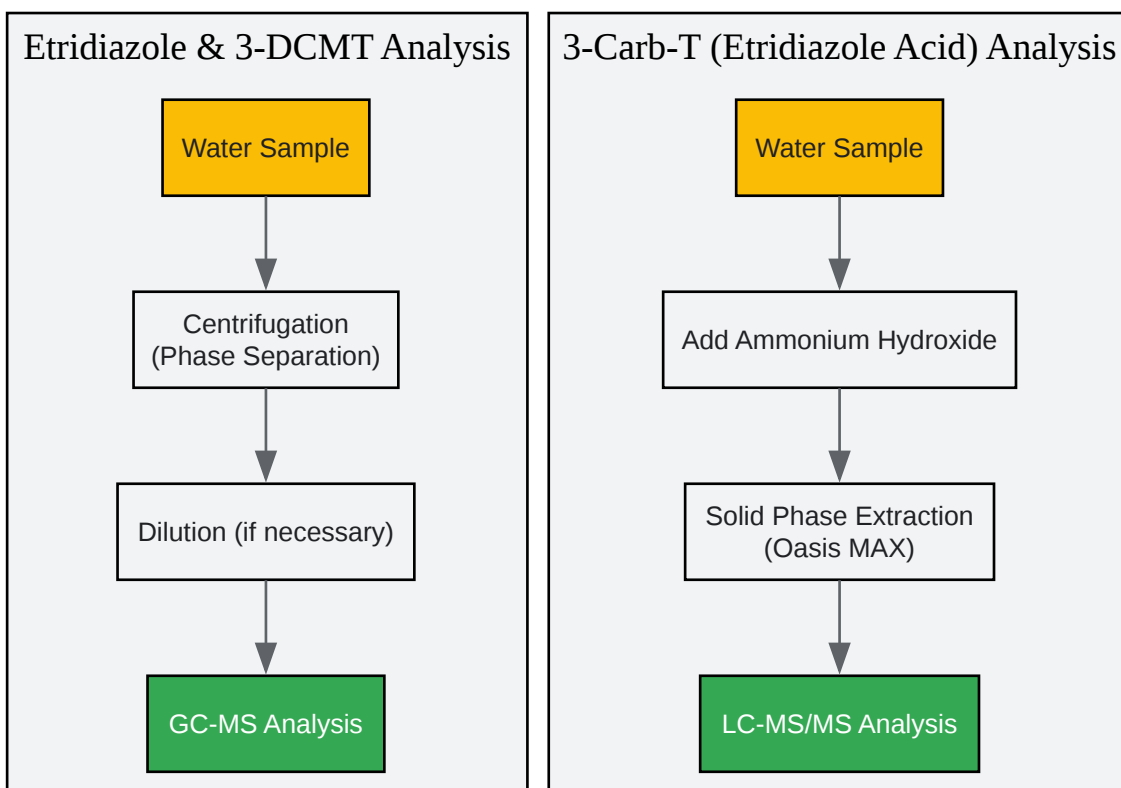 Etridiazole & 3-DCMT Analysis
Water Sample
Centrifugation
(Phase Separation)
Dilution (if necessary)
GC-MS Analysis
3-Carb-T (Etridiazole Acid) Analysis
Water Sample
Add Ammonium Hydroxide
Solid Phase Extraction
(Oasis MAX)
LC-MS/MS Analysis